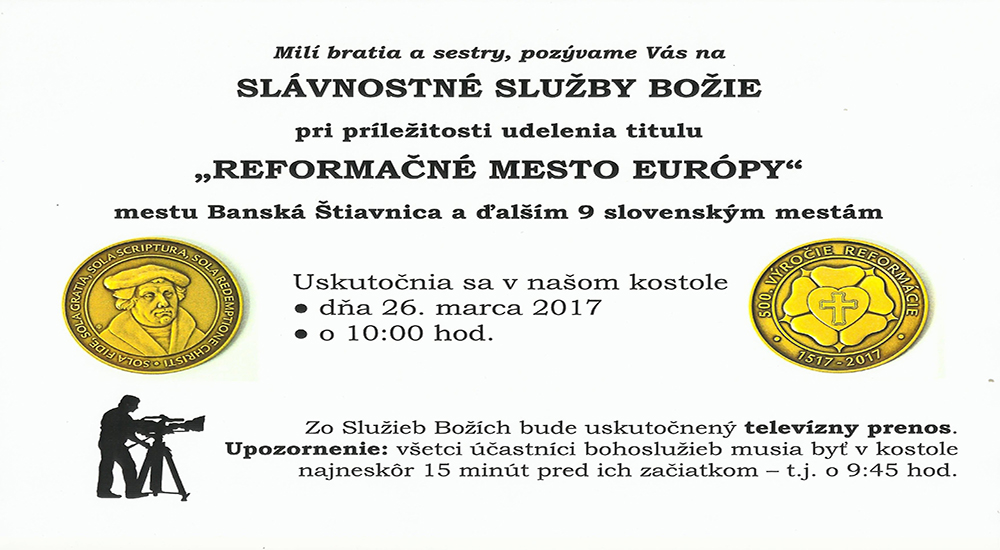 Milí bratia a sestry, pozývame Vás na
SLÁVNOSTNÉ SLUŽBY BOŽIE
pri príležitosti udelenia titulu
„REFORMAČNÉ MESTO EURÓPY“
mestu Banská Štiavnica a ďalším 9 slovenským mestám
SOLA FIDE, SOLA GRATIA, SOLA SCRIPTURA, SOLA REDEMPTIONE CHRISTI •
Uskutočnia sa v našom kostole
● dňa 26. marca 2017
● o 10:00 hod.
500. VÝROČIE REFORMÁCIE
• 1517 - 2017 •
Zo Služieb Božích bude uskutočnený televízny prenos.
Upozornenie: všetci účastníci bohoslužieb musia byť v kostole
najneskôr 15 minút pred ich začiatkom – t.j. o 9:45 hod.